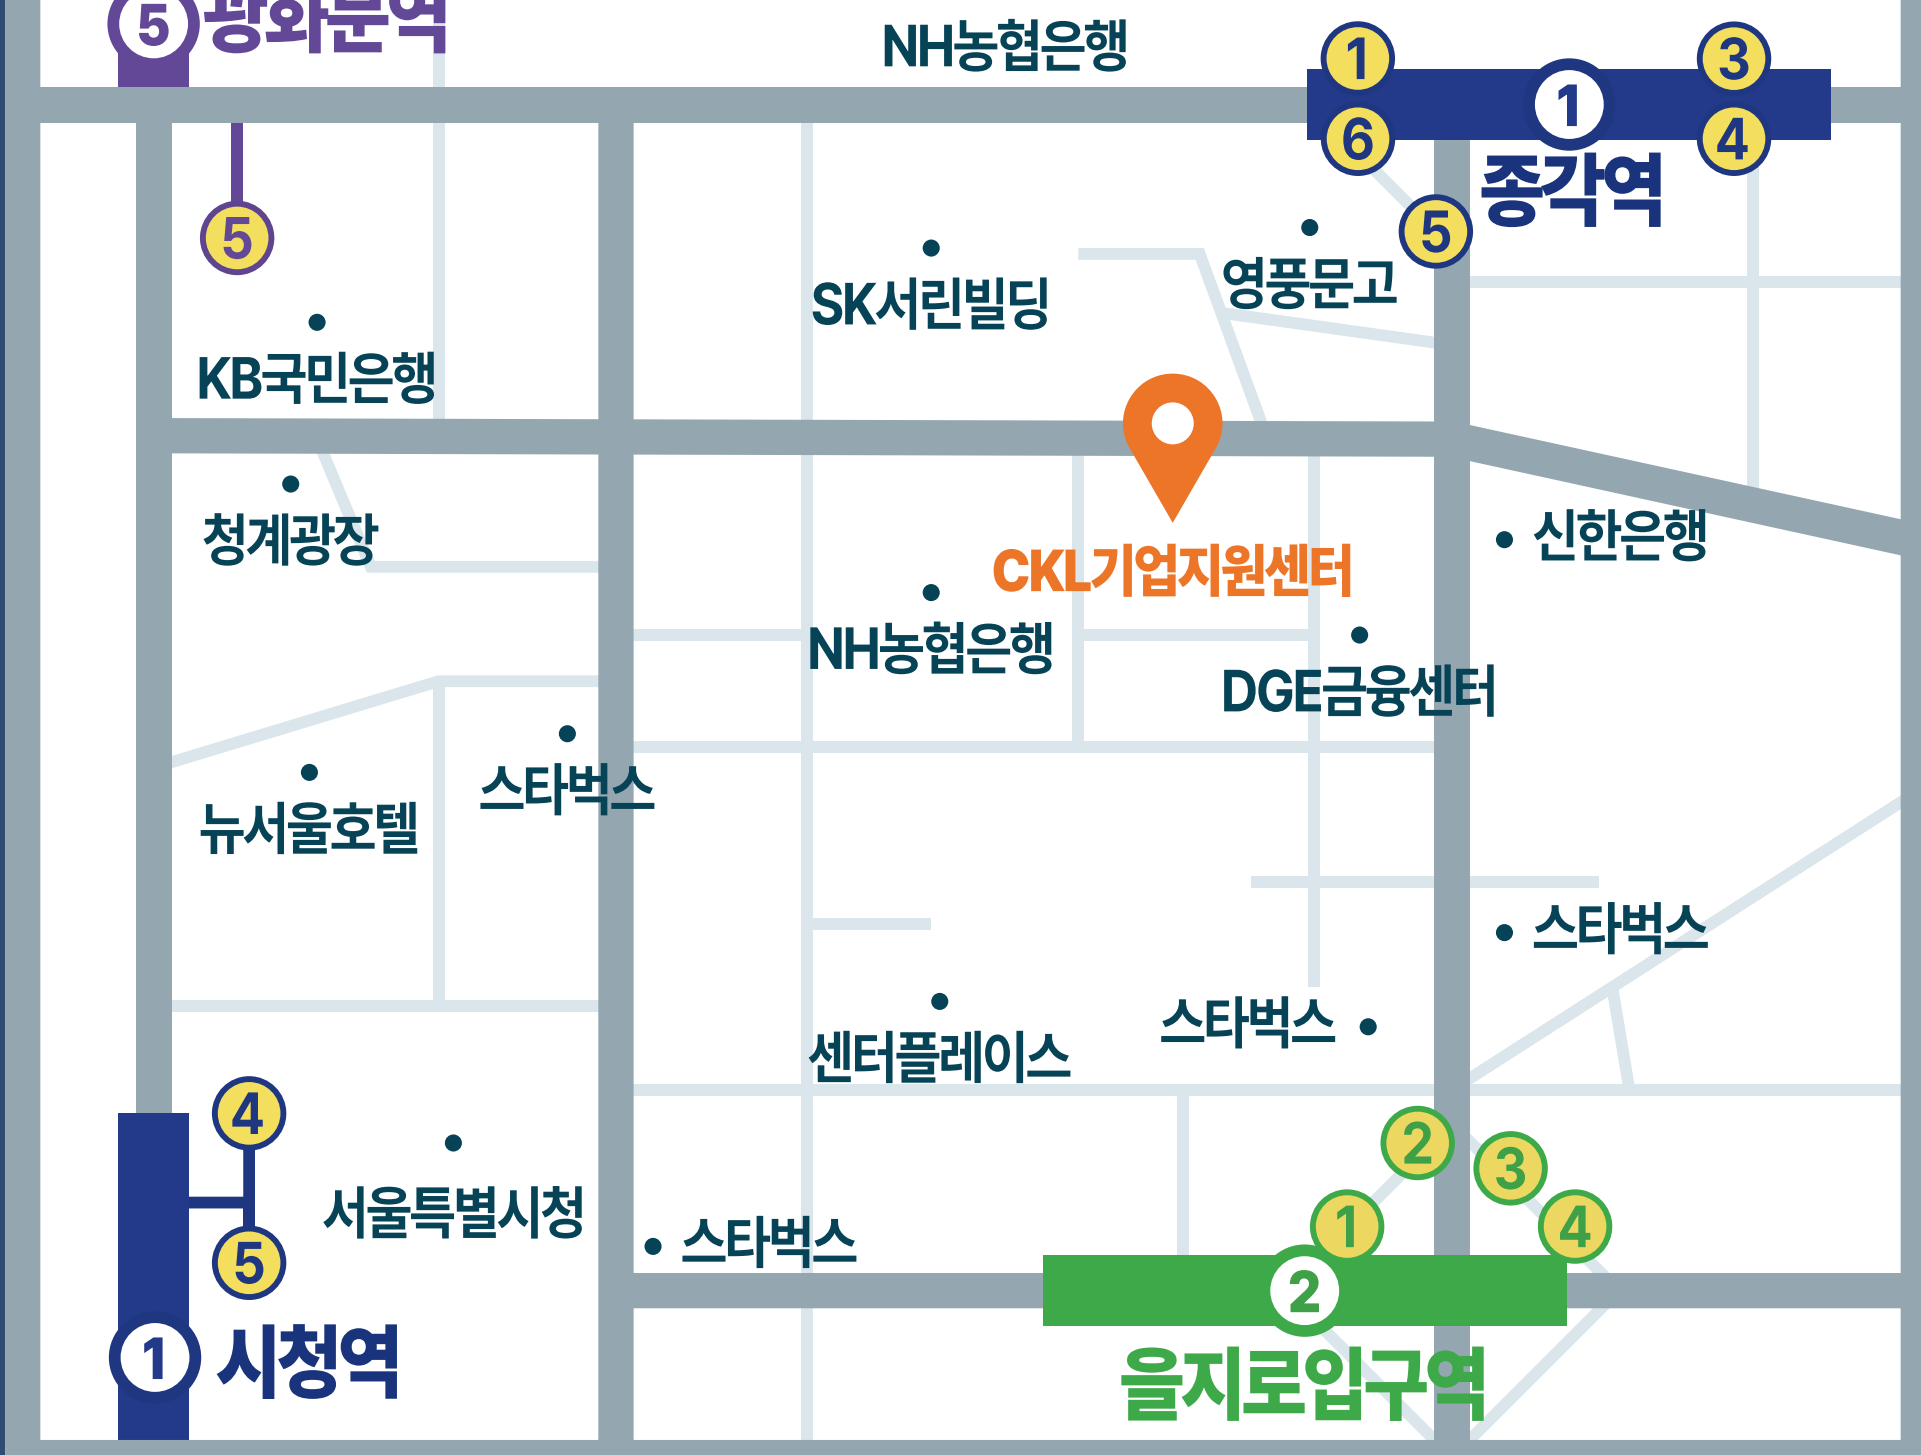 5 광화문역
NH농협은행
1
3
1
6
4
종각역
5
5
영풍문고
SK서린빌딩
KB국민은행
청계광장
신한은행
CKL기업지원센터
NH농협은행
DGE금융센터
스타벅스
뉴서울호텔
스타벅스
스타벅스
센터플레이스
4
2
3
서울특별시청
1
4
스타벅스
5
2
1 시청역
을지로입구역